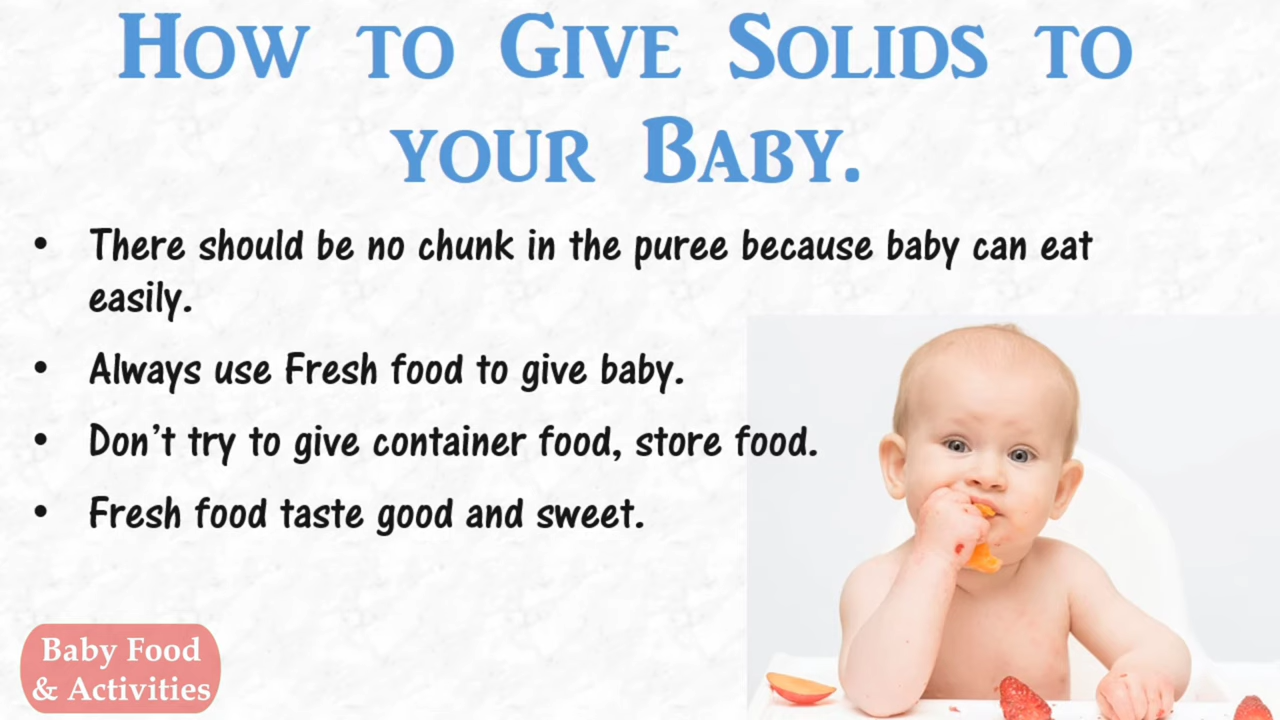 How to Give Solids to
your Baby.
• There should be no chunk in the puree because baby can eat
easily.
• Always use Fresh food to give baby.
• Don't try to give container food, store food.
• Fresh food taste good and sweet.
Baby Food
& Activities